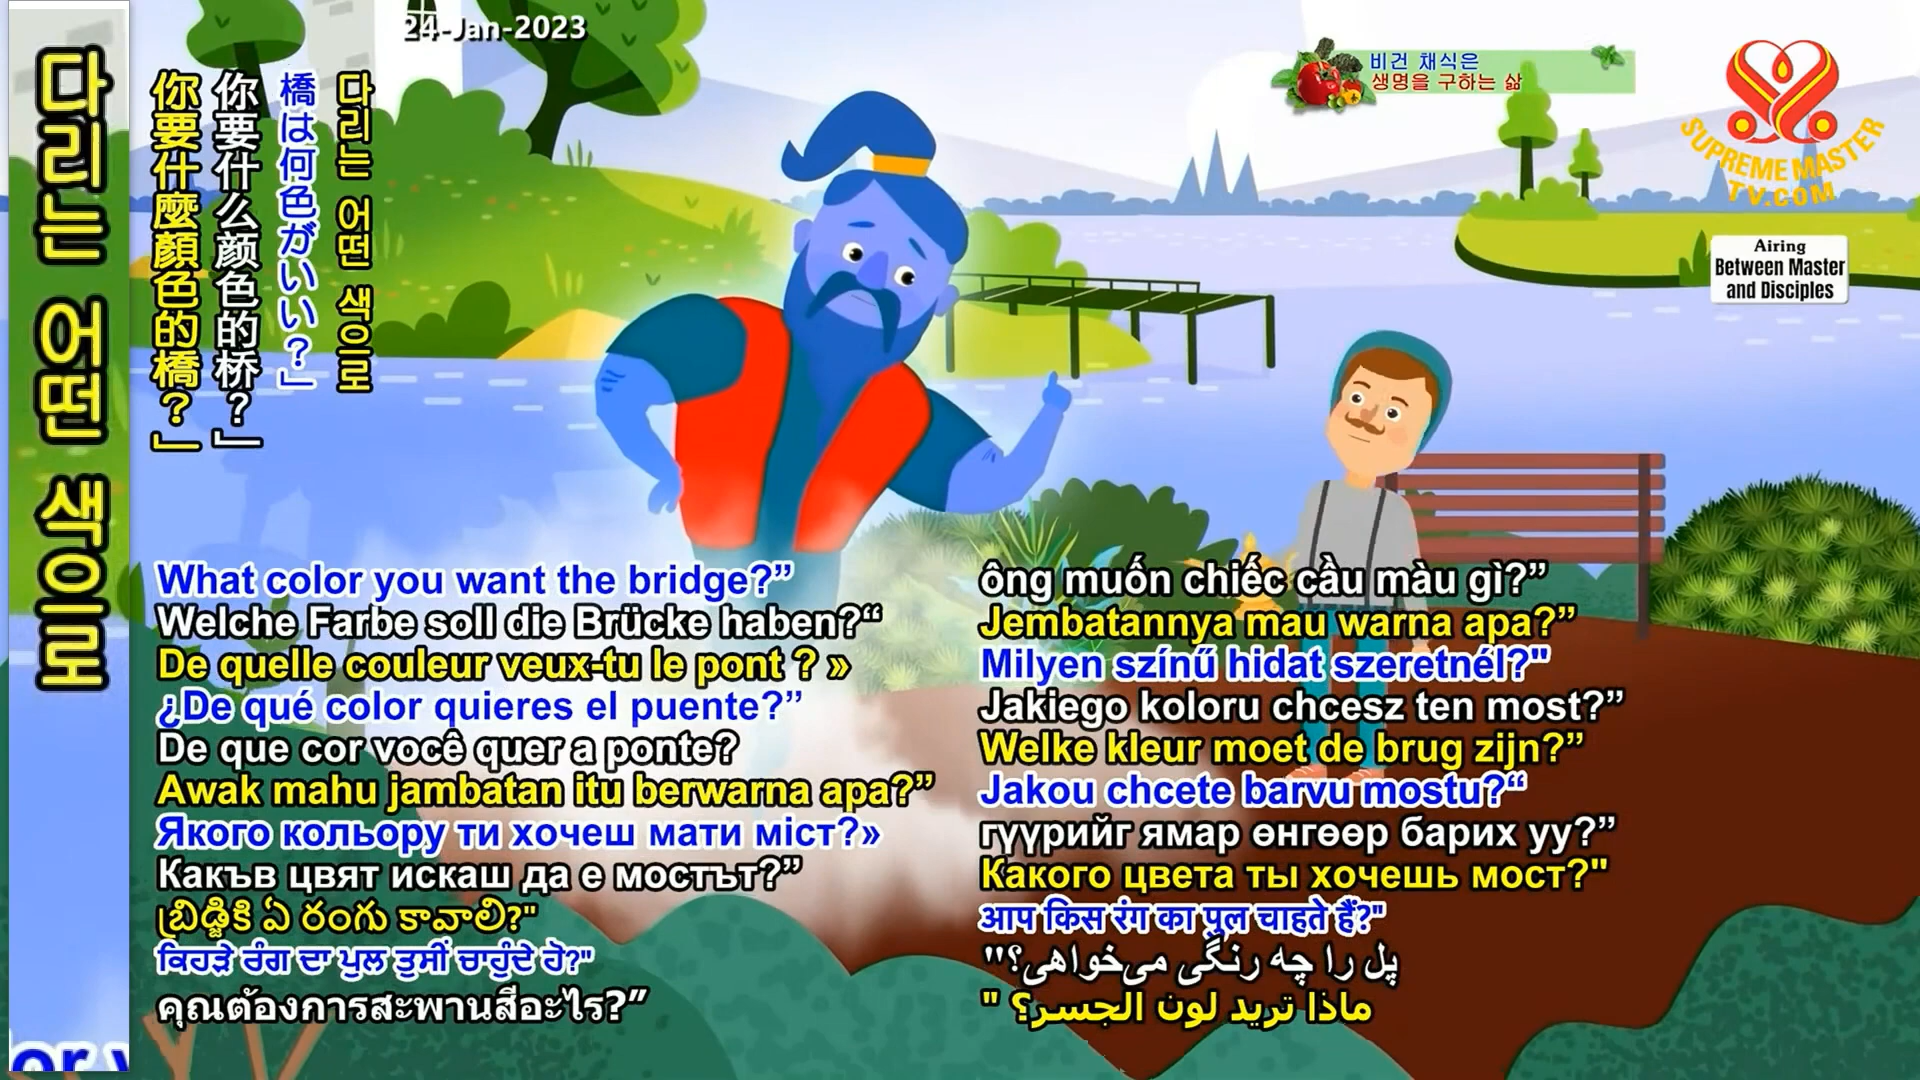 24-Jan-2023
다리는 어떤 색으로
다리는 어떤 색으로
橋は何色がいい？」
你要什么颜色的桥？」
你要什麼顏色的橋？」
비건 채식은
생명을 구하는 삶
SUPREME MASTER
TV.COM
Airing
Between Master
and Disciples
What color you want the bridge?”
Welche Farbe soll die Brücke haben?“
De quelle couleur veux-tu le pont ? »
¿De qué color quieres el puente?”
De que cor você quer a ponte?
Awak mahu jambatan itu berwarna apa?”
Якого кольору ти хочеш мати міст?»
Какъв цвят искаш да е мостът?”
బ్రిడ్జికి ఏ రంగు కావాలి?"
ਕਿਹੜੇ ਰੰਗ ਦਾ ਪੁਲ ਤੁਸੀਂ ਚਾਹੁੰਦੇ ਹੋ?"
คุณต้องการสะพานสีอะไร?”
ông muốn chiếc cầu màu gì?”
Jembatannya mau warna apa?”
Milyen színű hidat szeretnél?"
Jakiego koloru chcesz ten most?”
Welke kleur moet de brug zijn?”
Jakou chcete barvu mostu?“
гүүрийг ямар өнгөөр барих уу?”
Какого цвета ты хочешь мост?"
आप किस रंग का पुल चाहते हैं?"
پل را چه رنگی می‌خواهی؟"
ماذا تريد لون الجسر؟ "